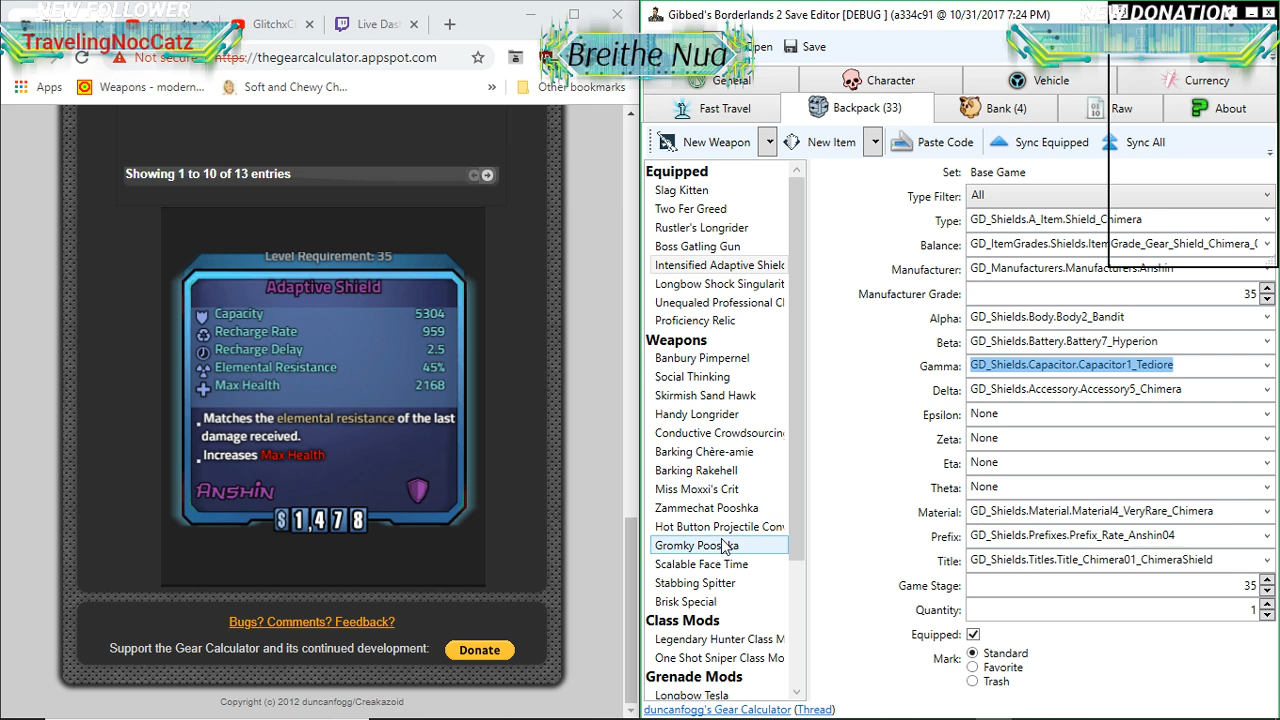 NEW FOLLOWER
TravelingNocCatz
GlitchxC
Live Das
Not secure
https://thegearcalculator.appspot.com
Apps
Weapons - modern...
Soft and Chewy Ch...
»
Other bookmarks
Breithe Nua
Showing 1 to 10 of 13 entries
Level Requirement: 35
Adaptive Shield
Capacity 5304
Recharge Rate 959
Recharge Delay 2.5
Elemental Resistance 45%
Max Health 2168
Matches the elemental resistance of the last
damage received.
Increases Max Health
ANSHIN
$ 1,478
Bugs? Comments? Feedback?
Support the Gear Calculator and its continued development:
Donate
Copyright (c) 2012 duncanfogg/Creakazoid
Gibbed's Borderlands 2 Save Editor [DEBUG ] (a334c91 @ 10/31/2017 7:24 PM)
NEW DONATION
Open Save
General Character Vehicle Currency
Fast Travel Backpack (33) Bank (4) Raw About
New Weapon New Item Paste Code Sync Equipped Sync All
Equipped
Slag Kitten
Two Fer Greed
Rustler's Longrider
Boss Gatling Gun
Intensified Adaptive Shiel
Longbow Shock Singularit
Unequaled Professional Cl
Proficiency Relic
Weapons
Banbury Pimpernel
Social Thinking
Skirmish Sand Hawk
Handy Longrider
Conductive Crowdsourcin
Barking Chère-amie
Barking Rakehell
Miss Moxxi's Crit
Zammechat Pooshka
Hot Button Projectile Con
Gromky Pooshka
Scalable Face Time
Stabbing Spitter
Brisk Special
Class Mods
Legendary Hunter Class M
One Shot Sniper Class Mo
Grenade Mods
Longbow Tesla
Set: Base Game
Type Filter: All
Type: GD_Shields.A_Item.Shield_Chimera
Balance: GD_ItemGrades.Shields.ItemGrade_Gear_Shield_Chimera_0
Manufacturer: GD_Manufacturers.Manufacturers.Anshin
Manufacturer Grade: 35
Alpha: GD_Shields.Body.Body2_Bandit
Beta: GD_Shields.Battery.Battery7_Hyperion
Gamma: GD_Shields.Capacitor.Capacitor1_Tediore
Delta: GD_Shields.Accessory.Accessory5_Chimera
Epsilon: None
Zeta: None
Eta: None
Theta: None
Material: GD_Shields.Material.Material4_VeryRare_Chimera
Prefix: GD_Shields.Prefixes.Prefix_Rate_Anshin04
Title: GD_Shields.Titles.Title_Chimera01_ChimeraShield
Game Stage: 35
Quantity: 1
Equipped:
Mark: Standard
Favorite
Trash
duncanfogg's Gear Calculator (Thread)